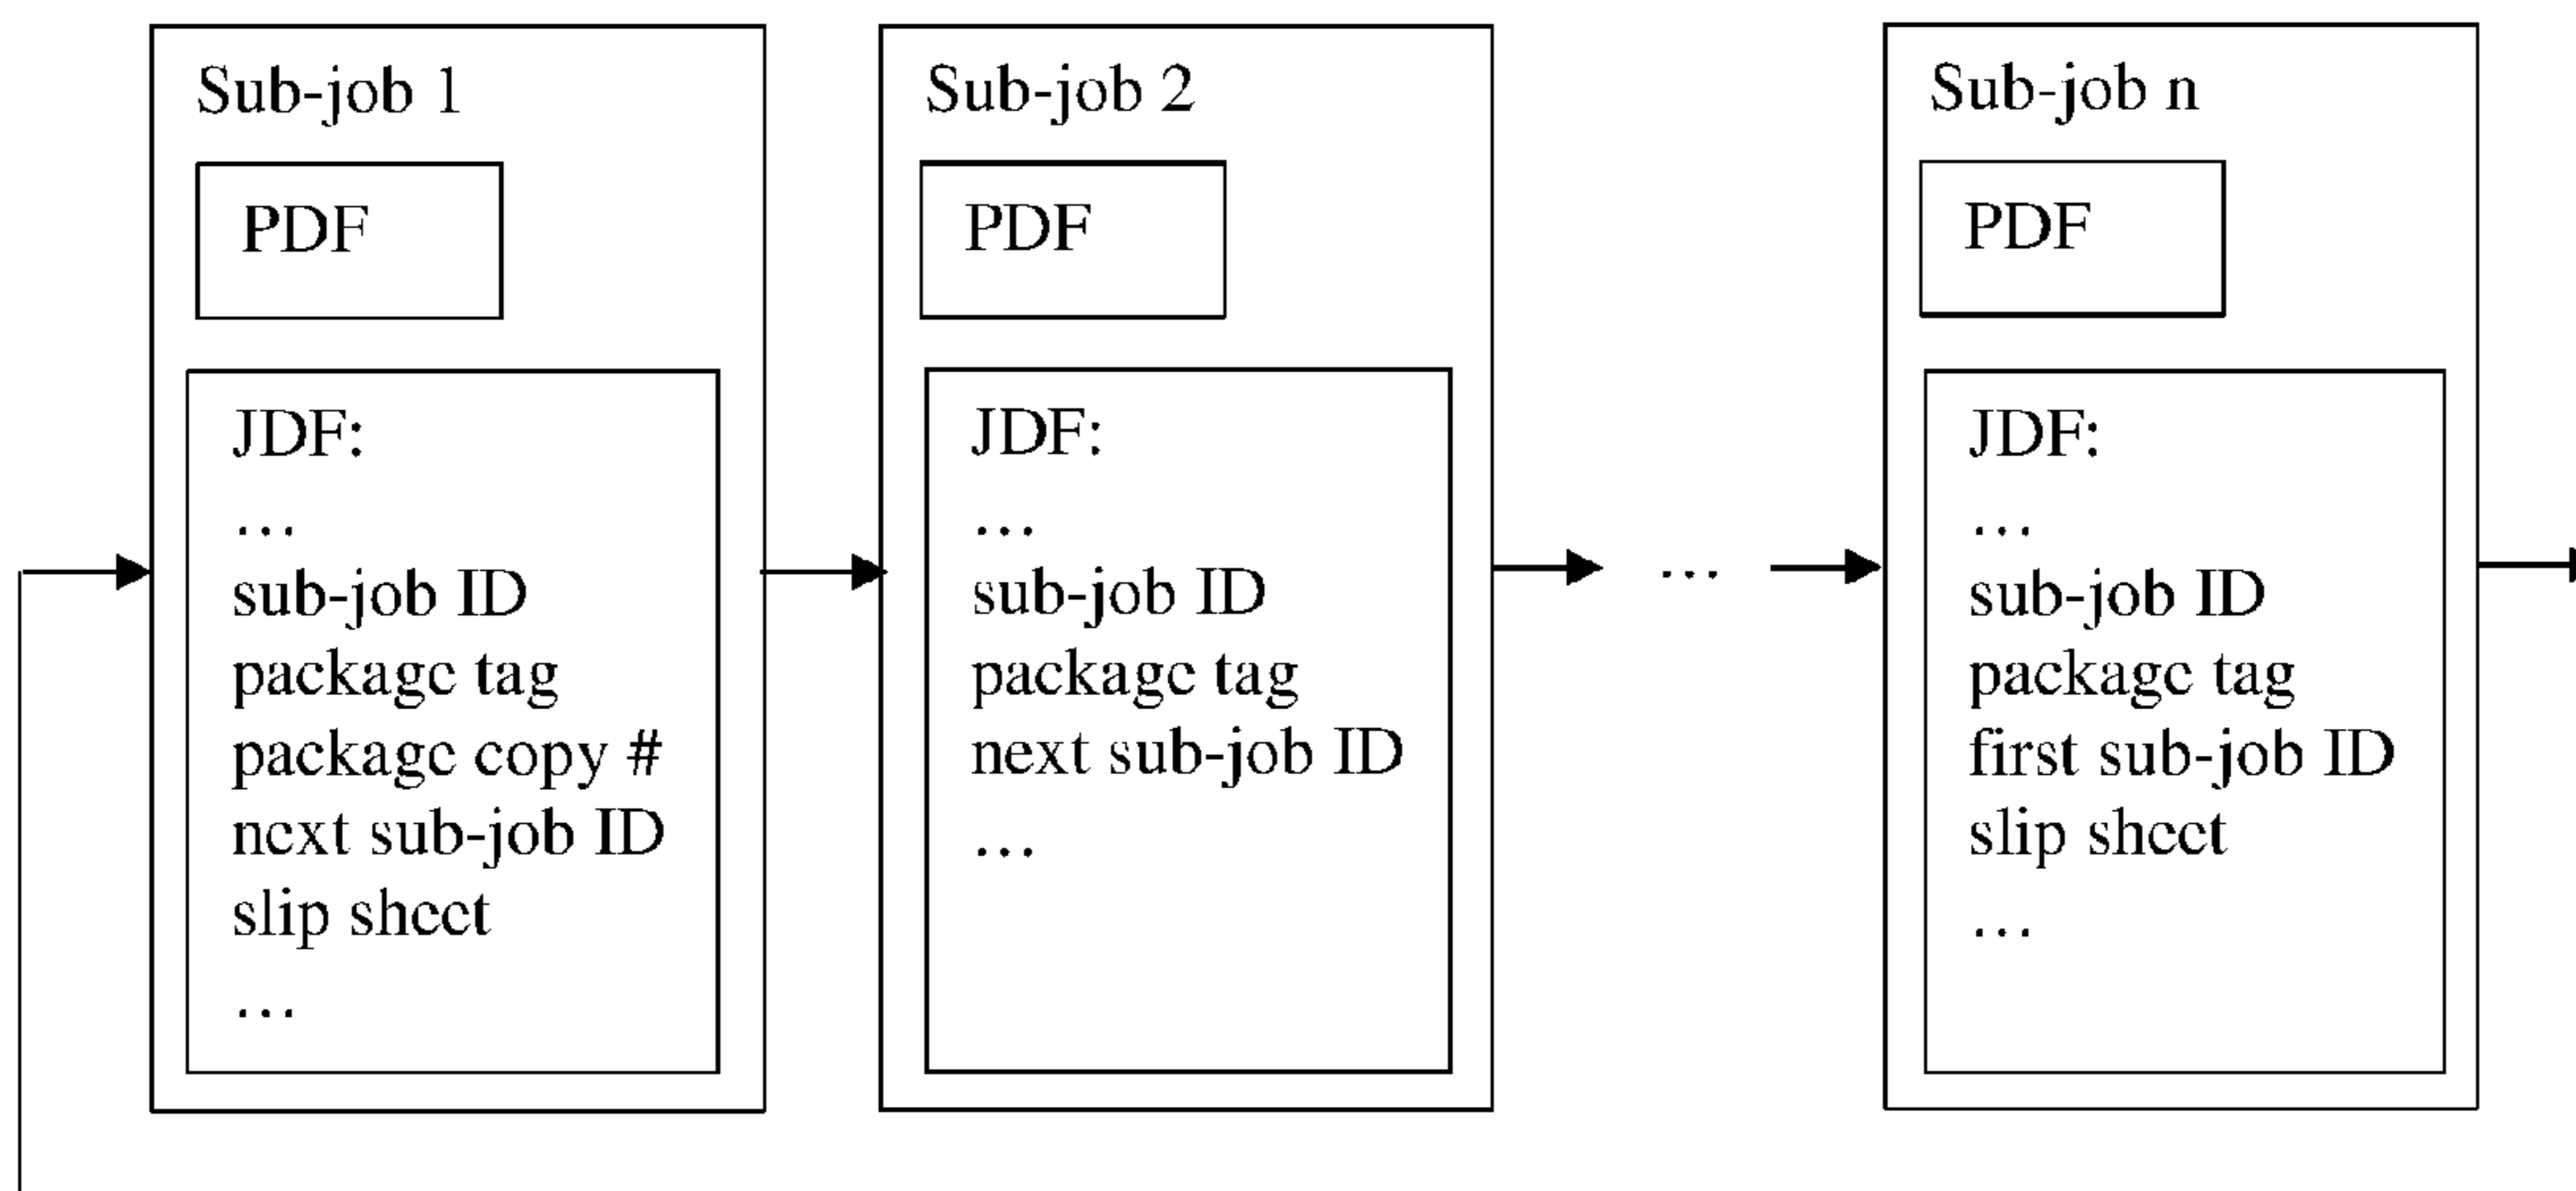 Sub-job 1
PDF
JDF:
...
sub-job ID
package tag
package copy #
next sub-job ID
slip sheet
...
Sub-job 2
PDF
JDF:
...
sub-job ID
package tag
next sub-job ID
...
...
Sub-job n
PDF
JDF:
...
sub-job ID
package tag
first sub-job ID
slip sheet
...